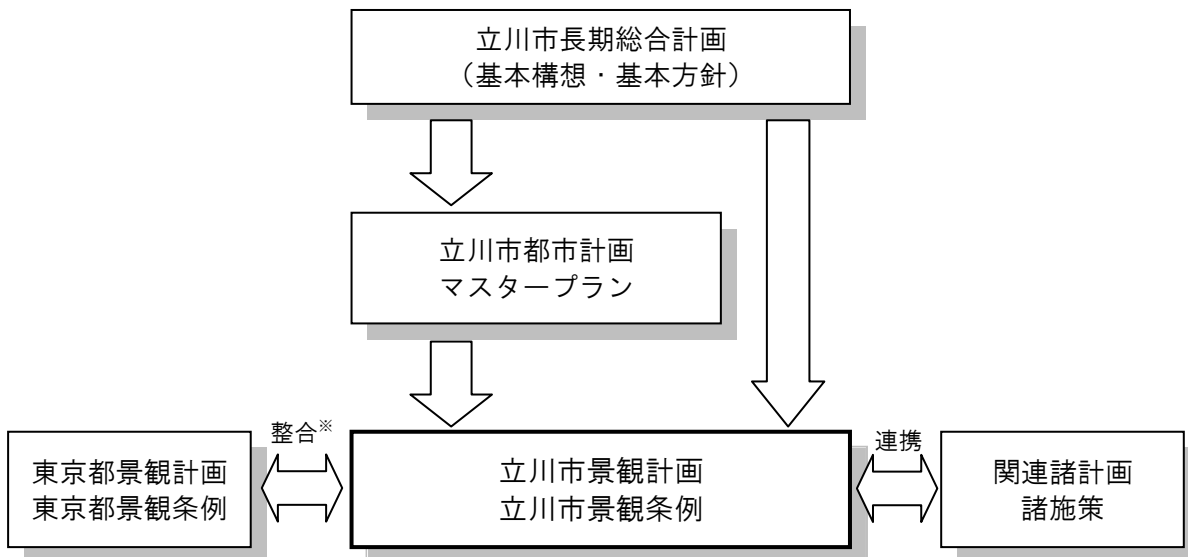 立川市長期総合計画
（基本構想・基本方針）
立川市都市計画
マスタープラン
整合※
連携
東京都景観計画
東京都景観条例
立川市景観計画
立川市景観条例
関連諸計画
諸施策